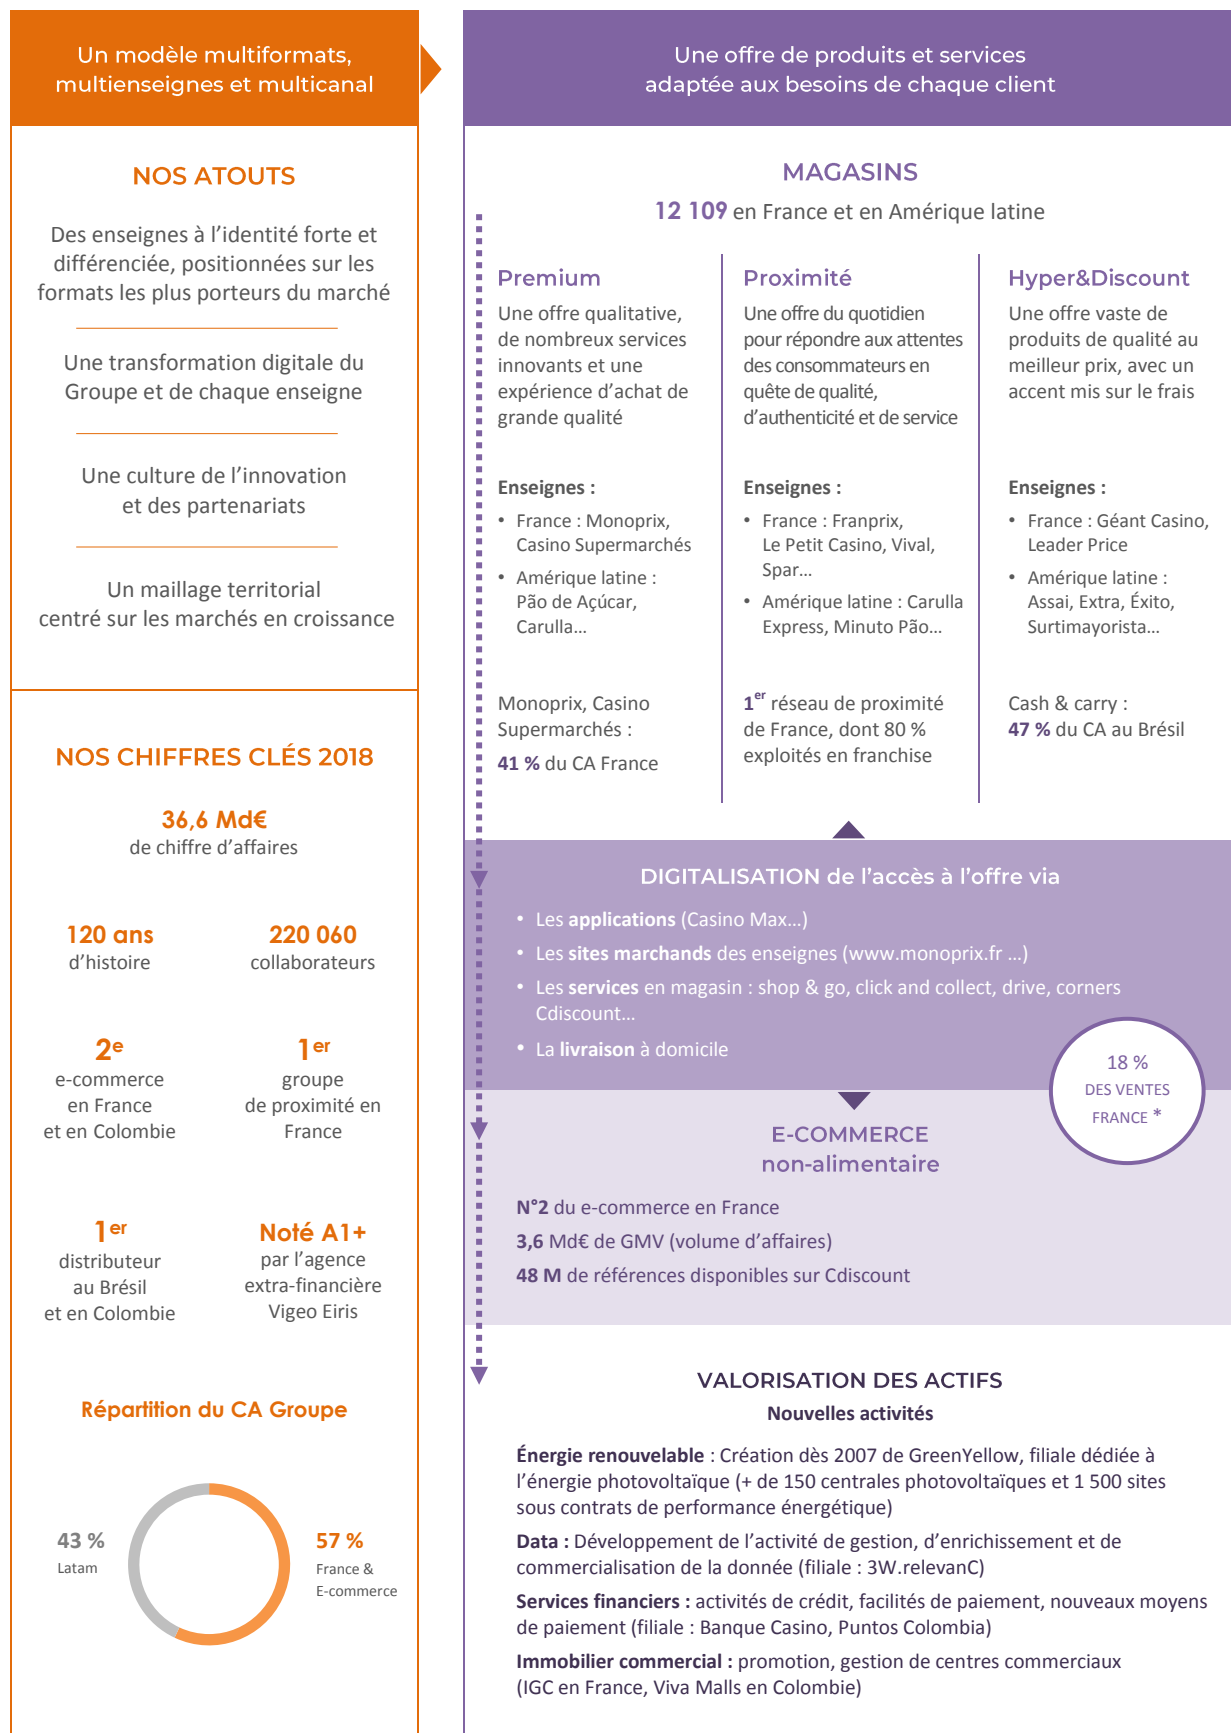 Un modèle multiformats,
multienseignes et multicanal
NOS ATOUTS
Des enseignes à l’identité forte et
différenciée, positionnées sur les
formats les plus porteurs du marché
Une transformation digitale du
Groupe et de chaque enseigne
Une culture de l’innovation
et des partenariats
Un maillage territorial
centré sur les marchés en croissance
NOS CHIFFRES CLÉS 2018
36,6 Md€
de chiffre d’affaires
120 ans
d’histoire
220 060
collaborateurs
2e
e-commerce
en France
et en Colombie
1er
groupe
de proximité en
France
1er
distributeur
au Brésil
et en Colombie
Noté A1+
par l’agence
extra-financière
Vigeo Eiris
Répartition du CA Groupe
43 %
Latam
57 %
France &
E-commerce
Une offre de produits et services
adaptée aux besoins de chaque client
MAGASINS
12 109 en France et en Amérique latine
Premium
Une offre qualitative,
de nombreux services
innovants et une
expérience d’achat de
grande qualité
Enseignes :
• France : Monoprix,
Casino Supermarchés
• Amérique latine :
Pão de Açúcar,
Carulla…
Monoprix, Casino
Supermarchés :
41 % du CA France
Proximité
Une offre du quotidien
pour répondre aux attentes
des consommateurs en
quête de qualité,
d’authenticité et de service
Enseignes :
• France : Franprix,
Le Petit Casino, Vival,
Spar…
• Amérique latine : Carulla
Express, Minuto Pão…
1er réseau de proximité
de France, dont 80 %
exploités en franchise
Hyper&Discount
Une offre vaste de
produits de qualité au
meilleur prix, avec un
accent mis sur le frais
Enseignes :
• France : Géant Casino,
Leader Price
• Amérique latine :
Assai, Extra, Éxito,
Surtimayorista…
Cash & carry :
47 % du CA au Brésil
DIGITALISATION de l’accès à l’offre via
• Les applications (Casino Max…)
• Les sites marchands des enseignes (www.monoprix.fr …)
• Les services en magasin : shop & go, click and collect, drive, corners
Cdiscount…
• La livraison à domicile
18 %
DES VENTES
FRANCE *
E-COMMERCE
non-alimentaire
N°2 du e-commerce en France
3,6 Md€ de GMV (volume d’affaires)
48 M de références disponibles sur Cdiscount
VALORISATION DES ACTIFS
Nouvelles activités
Énergie renouvelable : Création dès 2007 de GreenYellow, filiale dédiée à
l’énergie photovoltaïque (+ de 150 centrales photovoltaïques et 1 500 sites
sous contrats de performance énergétique)
Data : Développement de l’activité de gestion, d’enrichissement et de
commercialisation de la donnée (filiale : 3W.relevanC)
Services financiers : activités de crédit, facilités de paiement, nouveaux moyens
de paiement (filiale : Banque Casino, Puntos Colombia)
Immobilier commercial : promotion, gestion de centres commerciaux
(IGC en France, Viva Malls en Colombie)